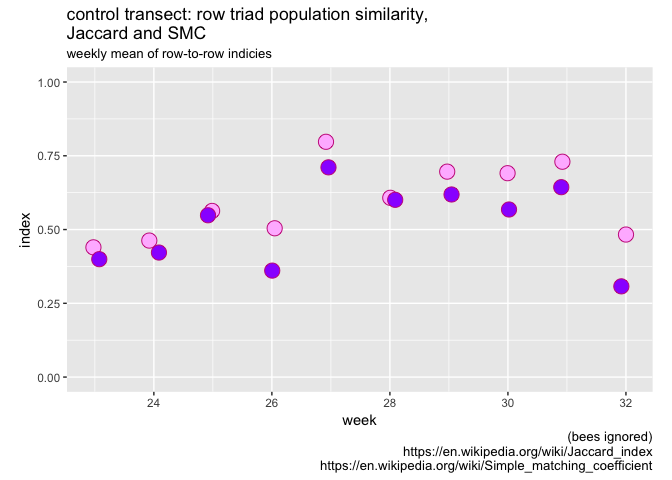 control transect: row triad population similarity,
Jaccard and SMC
weekly mean of row-to-row indicies
1.00
0.75
0.50
0.25
0.00
index
24 26 28 30 32
week
(bees ignored)
https://en.wikipedia.org/wiki/Jaccard_index
https://en.wikipedia.org/wiki/Simple_matching_coefficient